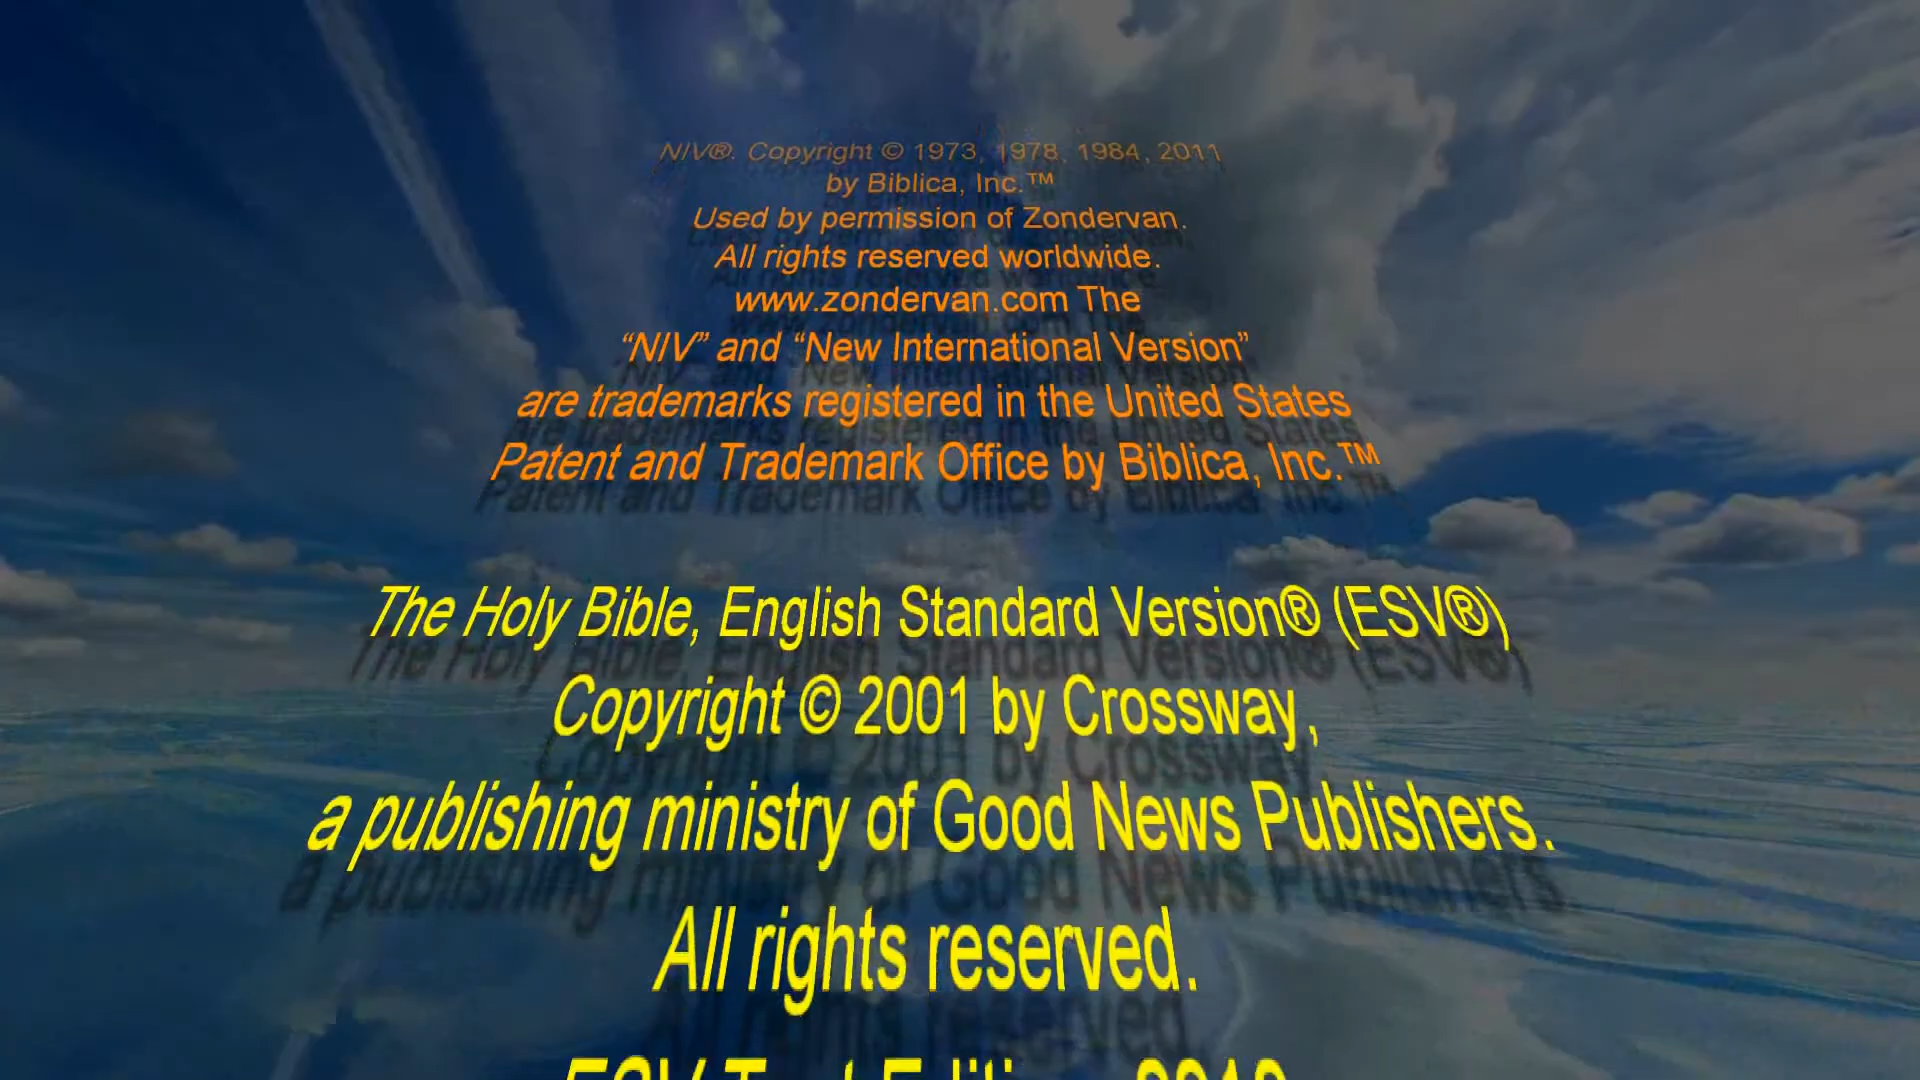 NIV®. Copyright © 1973, 1978, 1984, 2011
by Biblica, Inc.™
Used by permission of Zondervan.
All rights reserved worldwide.
www.zondervan.com The
“NIV” and “New International Version”
are trademarks registered in the United States
Patent and Trademark Office by Biblica, Inc.™
The Holy Bible, English Standard Version® (ESV®)
Copyright © 2001 by Crossway,
a publishing ministry of Good News Publishers.
All rights reserved.
ESV Text Edition: